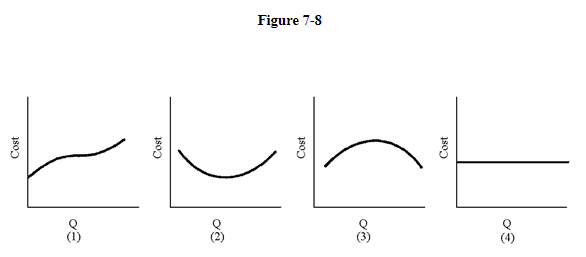 Figure 7-8
Cost
Q
(1)
Cost
Q
(2)
Cost
Q
(3)
Cost
Q
(4)